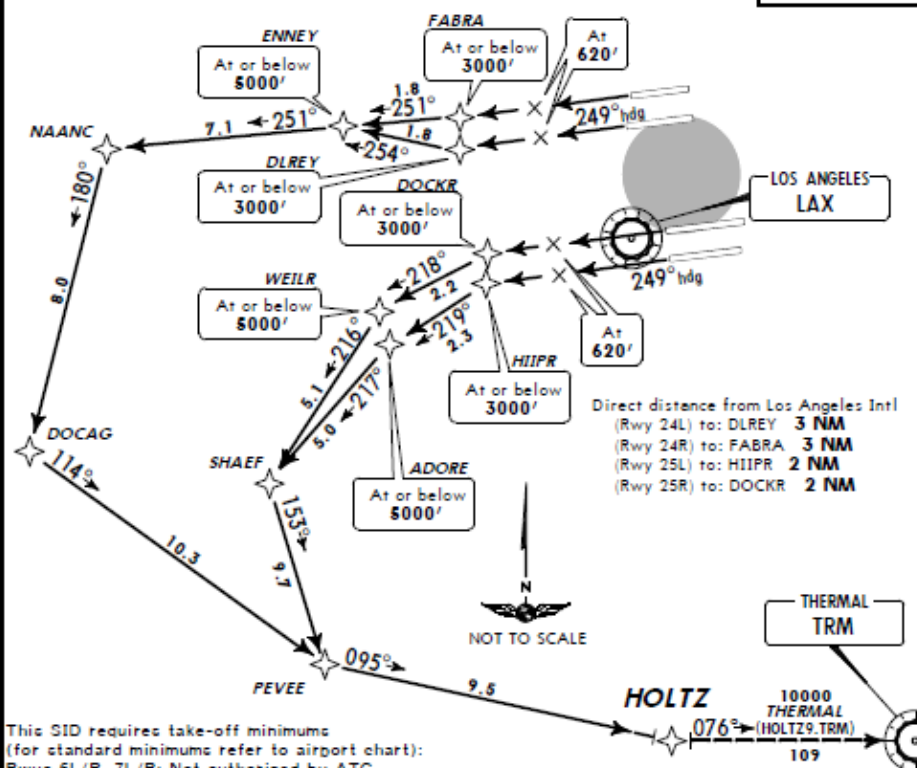 FABRA
At or below
3000'
ENNEY
At or below
5000'
At
620'
1.8
251°
249° hdg
251°
7.1
1.8
254°
NAANC
DLREY
At or below
3000'
180°
8.0
DOCKR
At or below
3000'
LOS ANGELES
LAX
218°
2.2
WEILR
At or below
5000'
219°
2.3
249° hdg
At
620'
216°
5.1
217°
5.0
HIIPR
At or below
3000'
Direct distance from Los Angeles Intl
(Rwy 24L) to: DLREY 3 NM
(Rwy 24R) to: FABRA 3 NM
(Rwy 25L) to: HIIPR 2 NM
(Rwy 25R) to: DOCKR 2 NM
DOCAG
114°
SHAEF
ADORE
At or below
5000'
153°
9.7
10.3
N
NOT TO SCALE
THERMAL
TRM
PEVEE
095°
9.5
HOLTZ
076°
10000
THERMAL
(HOLTZ9.TRM)
109
This SID requires take-off minimums
(for standard minimums refer to airport chart):
Rwys 6L/R, 7L/R: Not authorized by ATC